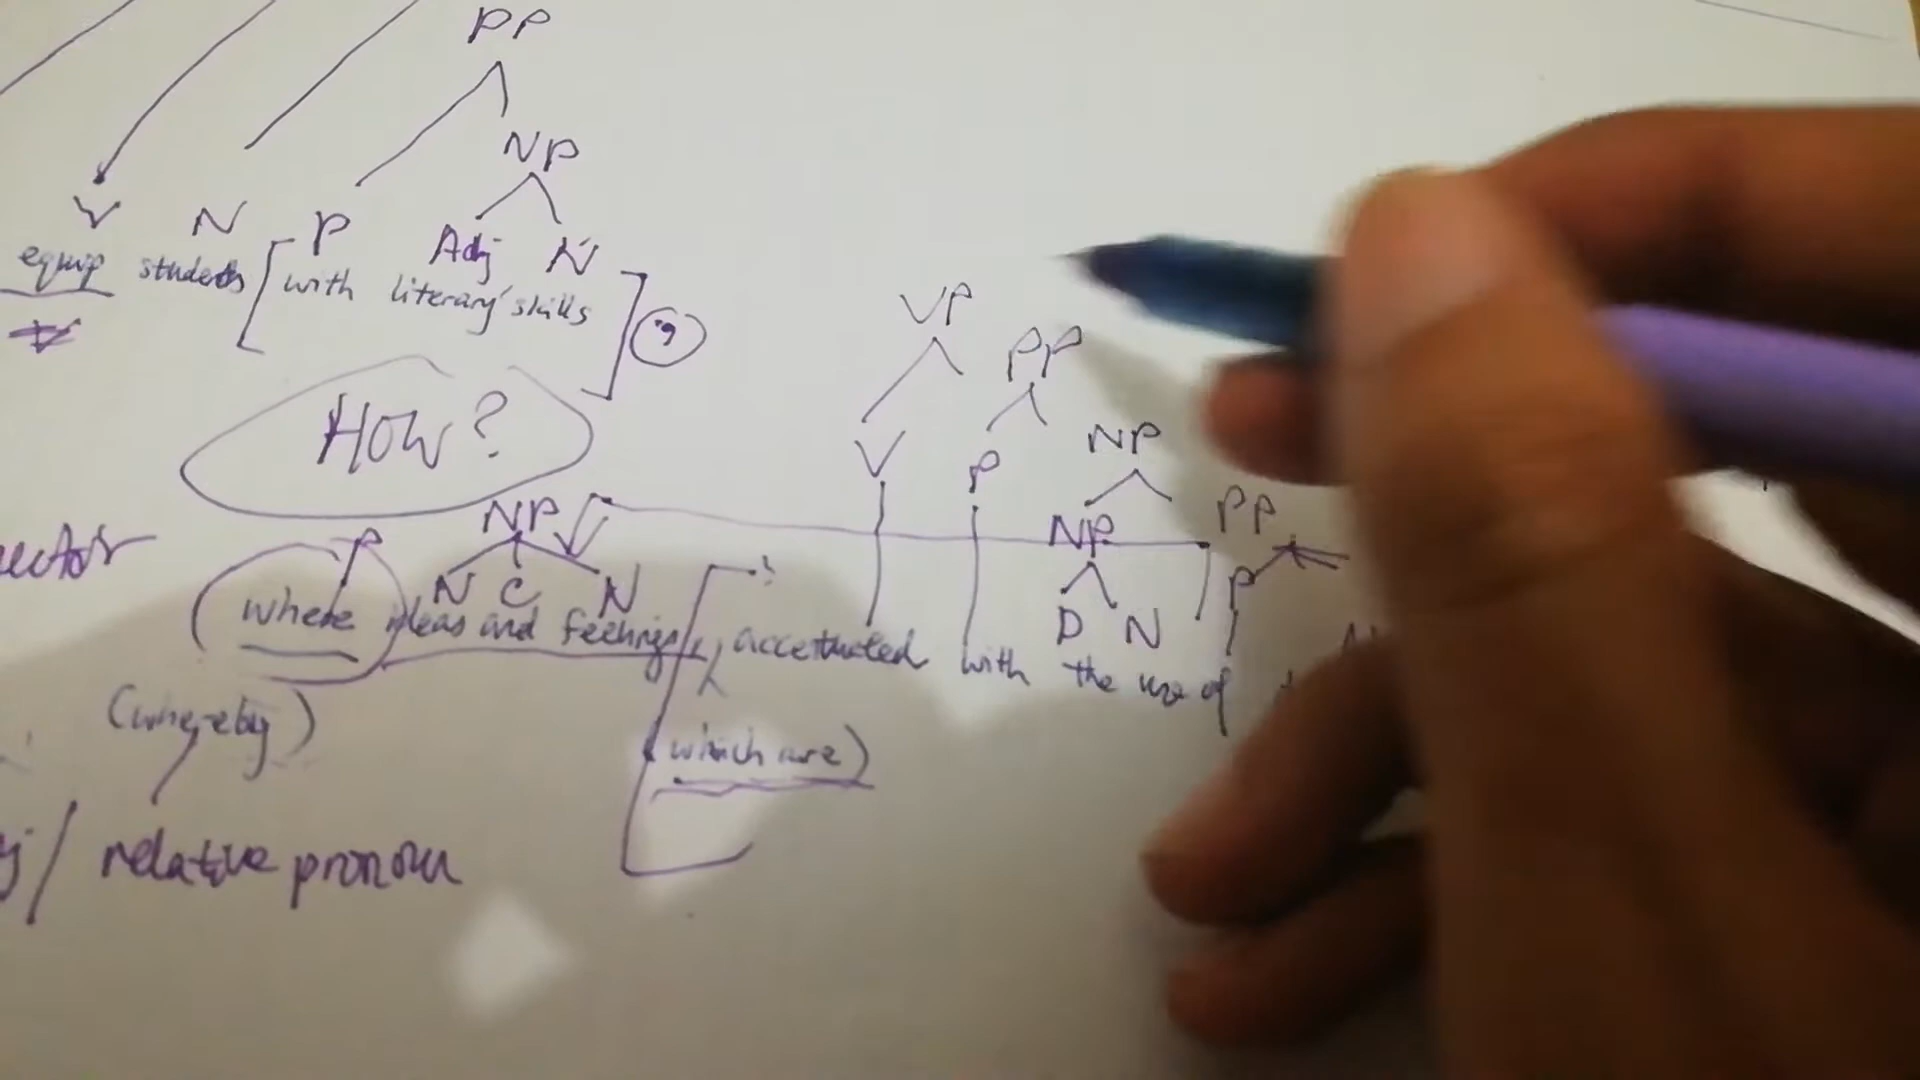 PP
NP
V N P Adj N
equip students with literary skills
VP
PP
HOW?
NP
V P
NP NP PP
P
N C N P
D N
where ideas and feelings, accetuated with the use of
(whereby)
which are)
relative pronoun